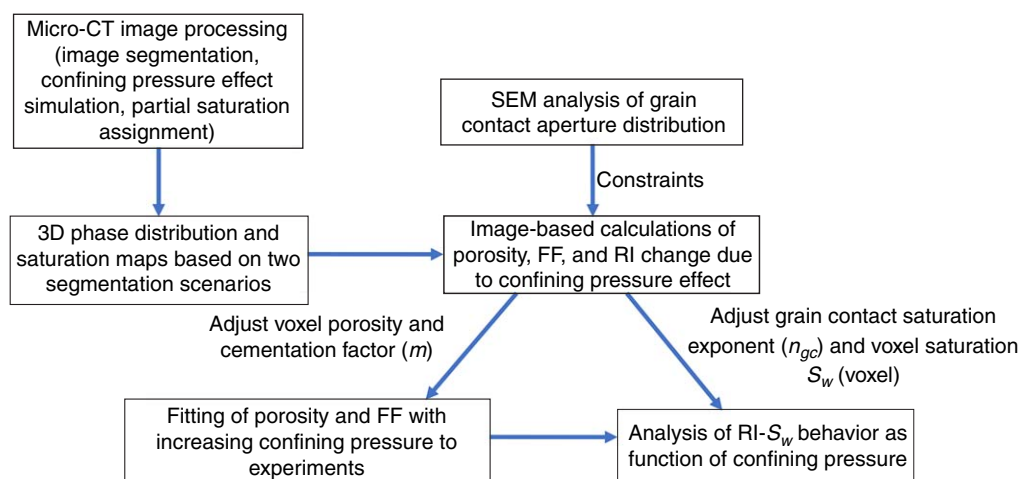 Micro-CT image processing
(image segmentation,
confining pressure effect
simulation, partial saturation
assignment)
SEM analysis of grain
contact aperture distribution
Constraints
3D phase distribution and
saturation maps based on two
segmentation scenarios
Image-based calculations of
porosity, FF, and RI change due
to confining pressure effect
Adjust voxel porosity and
cementation factor (m)
Adjust grain contact saturation
exponent (ngc) and voxel saturation
Sw (voxel)
Fitting of porosity and FF with
increasing confining pressure to
experiments
Analysis of RI-Sw behavior as
function of confining pressure